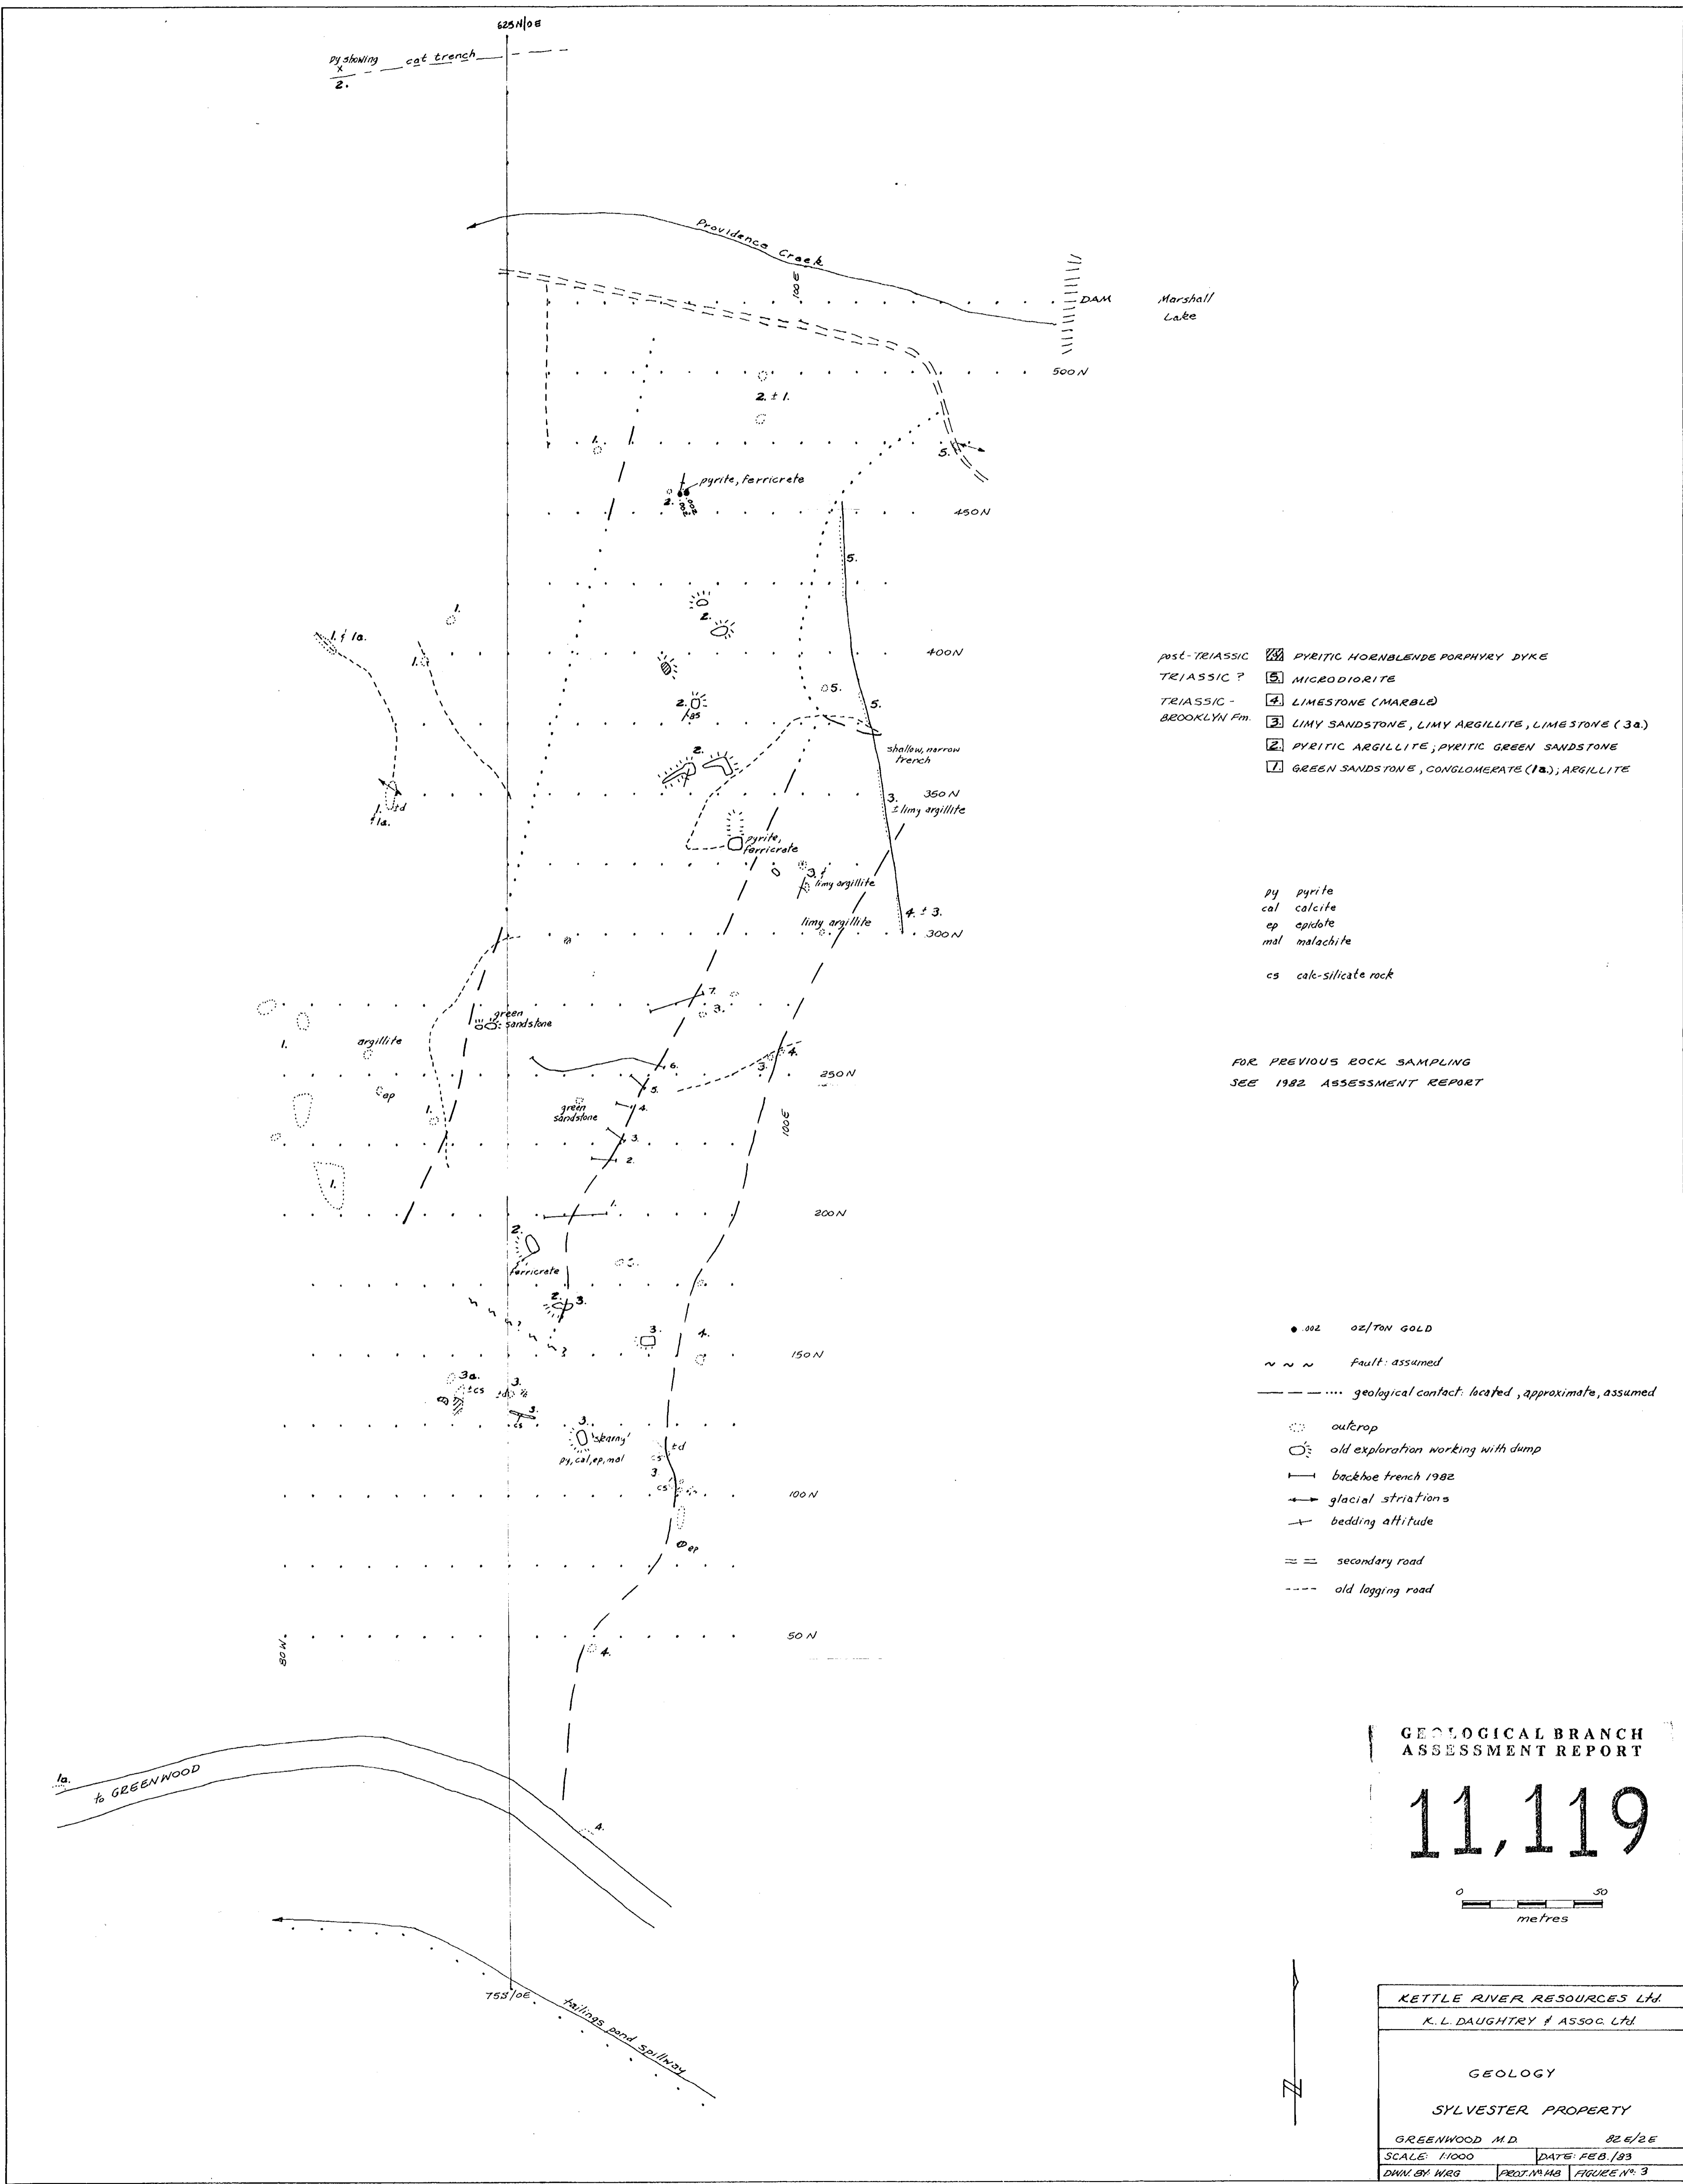 625N/0E
py showing cat trench
x
2.
Providence Creek
100E
DAM
Marshall
Lake
500N
2. ± 1.
1.
5.
pyrite, ferricrete
2.
450N
5.
1.
2.
1. & 1a.
1.
400N
05.
2.
5.
2.
shallow, narrow
trench
350N
3.
± limy argillite
1.
± 1a.
pyrite,
ferricrete
3. &
limy argillite
limy argillite
4. ± 3.
300N
7.
3.
green
sandstone
1.
argillite
6.
3.
4.
250N
5.
ep
green
sandstone
4.
1.
100E
3.
2.
1.
1.
200N
2.
ferricrete
2.
3.
3.
4.
150N
3a.
± cs
3.
3.
cs
3.
'skarny'
py, cal, ep, mal
± d
cs
3.
cs
100N
ep
80W.
50N
4.
1a.
to GREENWOOD
4.
75S/0E
tailings pond spillway
post-TRIASSIC PYRITIC HORNBLENDE PORPHYRY DYKE
TRIASSIC ? 5. MICRODIORITE
TRIASSIC - 4. LIMESTONE (MARBLE)
BROOKLYN Fm. 3. LIMY SANDSTONE, LIMY ARGILLITE, LIMESTONE (3a.)
2. PYRITIC ARGILLITE; PYRITIC GREEN SANDSTONE
1. GREEN SANDSTONE, CONGLOMERATE (1a.); ARGILLITE
py pyrite
cal calcite
ep epidote
mal malachite
cs calc-silicate rock
FOR PREVIOUS ROCK SAMPLING
SEE 1982 ASSESSMENT REPORT
.002 OZ/TON GOLD
fault: assumed
geological contact: located, approximate, assumed
outcrop
old exploration working with dump
backhoe trench 1982
glacial striations
bedding attitude
secondary road
old logging road
GEOLOGICAL BRANCH
ASSESSMENT REPORT
11,119
0 50
metres
N
KETTLE RIVER RESOURCES Ltd.
K. L. DAUGHTRY & ASSOC. Ltd.
GEOLOGY
SYLVESTER PROPERTY
GREENWOOD M.D. 82 E/2E
SCALE: 1:1000 DATE: FEB./83
DWN. BY WRG PROJ. Nº 148 FIGURE Nº: 3